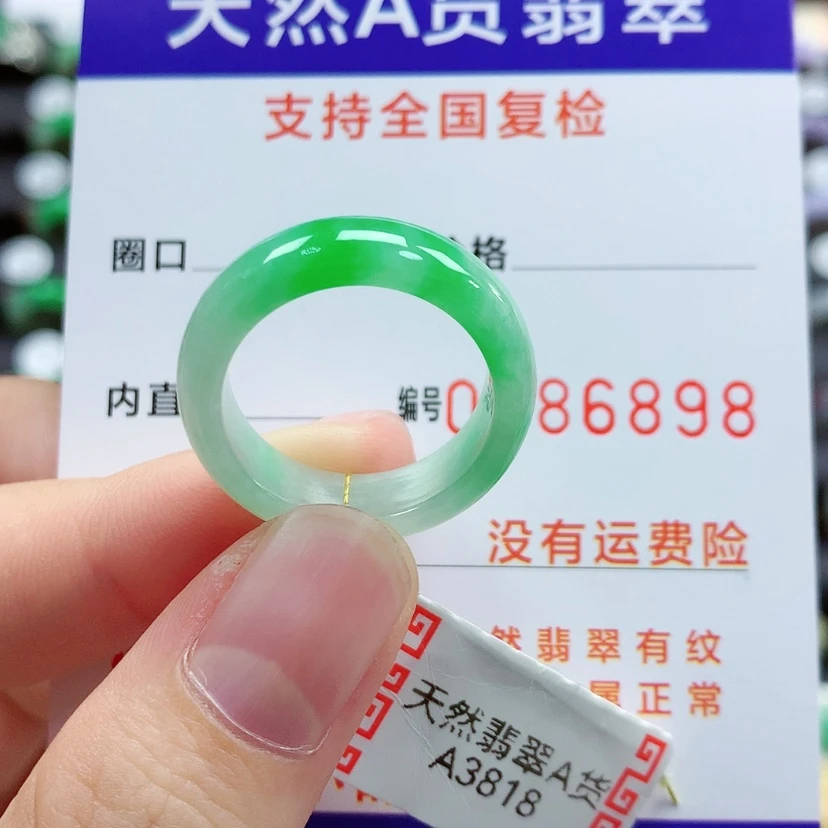 天然A货翡翠
支持全国复检
圈口
格
内直
编号 0 86898
没有运费险
然翡翠有纹
属正常
天然翡翠A货
A3818